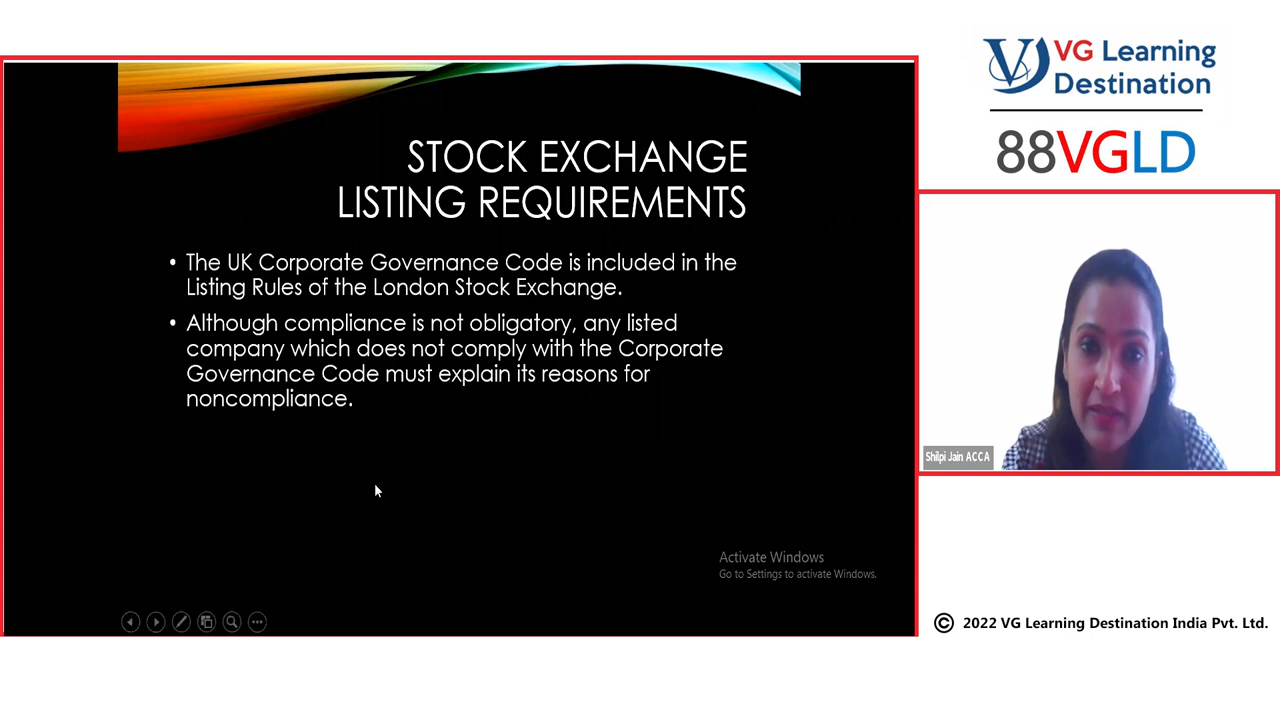 STOCK EXCHANGE
LISTING REQUIREMENTS
• The UK Corporate Governance Code is included in the
Listing Rules of the London Stock Exchange.
• Although compliance is not obligatory, any listed
company which does not comply with the Corporate
Governance Code must explain its reasons for
noncompliance.
Activate Windows
Go to Settings to activate Windows.
VG Learning
Destination
88VGLD
Shilpi Jain ACCA
© 2022 VG Learning Destination India Pvt. Ltd.